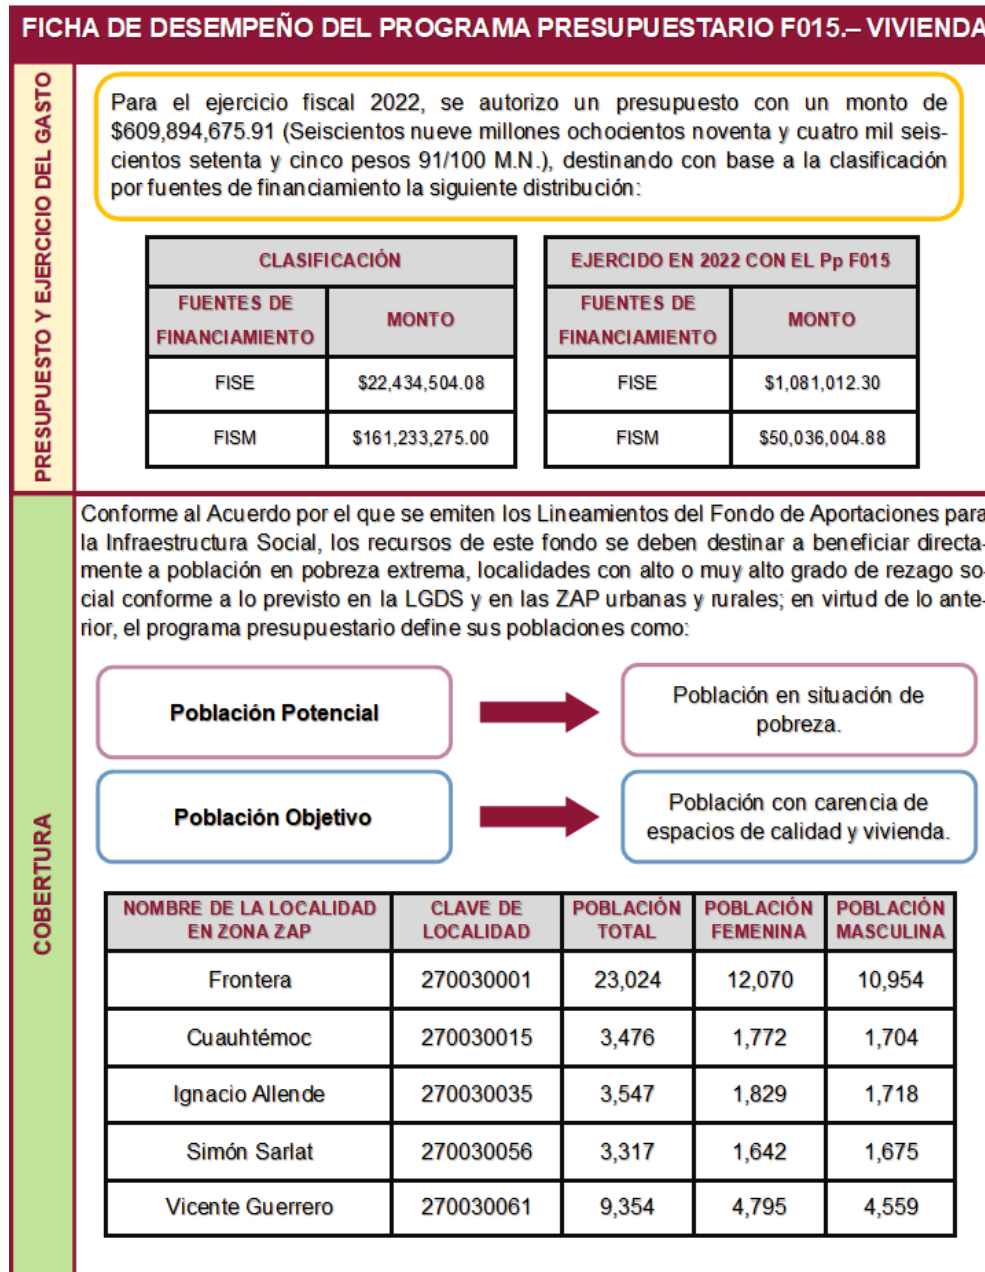 FICHA DE DESEMPEÑO DEL PROGRAMA PRESUPUESTARIO F015.– VIVIENDA
PRESUPUESTO Y EJERCICIO DEL GASTO
Para el ejercicio fiscal 2022, se autorizo un presupuesto con un monto de
$609,894,675.91 (Seiscientos nueve millones ochocientos noventa y cuatro mil seis-
cientos setenta y cinco pesos 91/100 M.N.), destinando con base a la clasificación
por fuentes de financiamiento la siguiente distribución:
CLASIFICACIÓN
FUENTES DE FINANCIAMIENTO MONTO
FISE $22,434,504.08
FISM $161,233,275.00
EJERCIDO EN 2022 CON EL Pp F015
FUENTES DE FINANCIAMIENTO MONTO
FISE $1,081,012.30
FISM $50,036,004.88
COBERTURA
Conforme al Acuerdo por el que se emiten los Lineamientos del Fondo de Aportaciones para
la Infraestructura Social, los recursos de este fondo se deben destinar a beneficiar directa-
mente a población en pobreza extrema, localidades con alto o muy alto grado de rezago so-
cial conforme a lo previsto en la LGDS y en las ZAP urbanas y rurales; en virtud de lo ante-
rior, el programa presupuestario define sus poblaciones como:
Población Potencial
Población en situación de
pobreza.
Población Objetivo
Población con carencia de
espacios de calidad y vivienda.
NOMBRE DE LA LOCALIDAD EN ZONA ZAP CLAVE DE LOCALIDAD POBLACIÓN TOTAL POBLACIÓN FEMENINA POBLACIÓN MASCULINA
Frontera 270030001 23,024 12,070 10,954
Cuauhtémoc 270030015 3,476 1,772 1,704
Ignacio Allende 270030035 3,547 1,829 1,718
Simón Sarlat 270030056 3,317 1,642 1,675
Vicente Guerrero 270030061 9,354 4,795 4,559